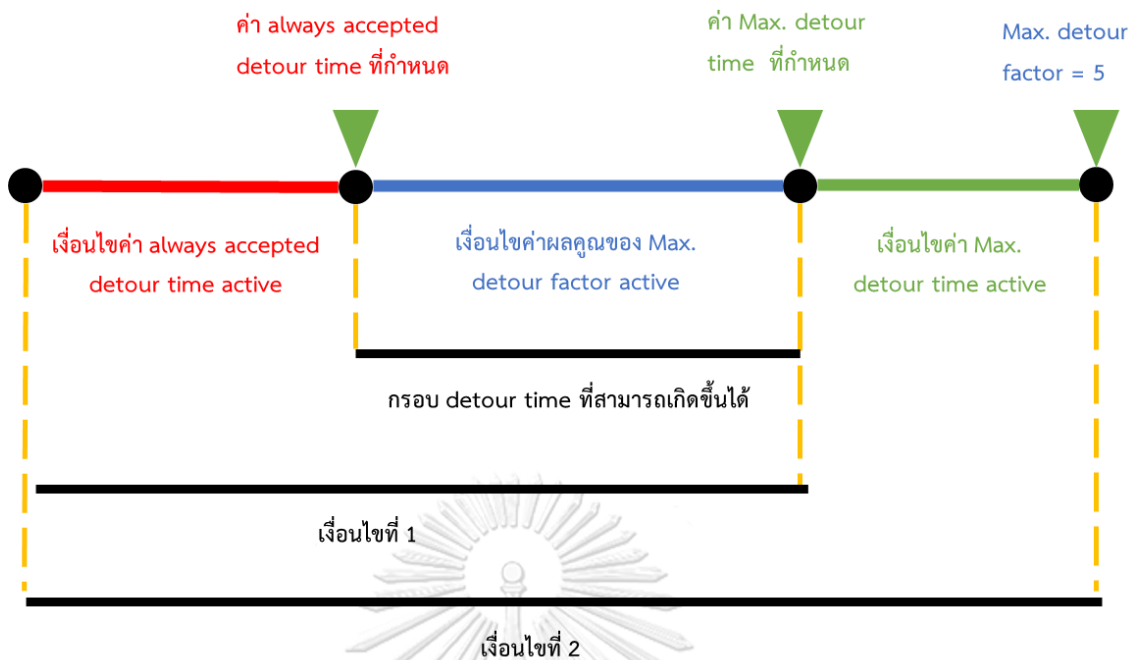 ค่า always accepted
detour time ที่กำหนด
ค่า Max. detour
time ที่กำหนด
Max. detour
factor = 5
เงื่อนไขค่า always accepted
detour time active
เงื่อนไขค่าผลคูณของ Max.
detour factor active
เงื่อนไขค่า Max.
detour time active
กรอบ detour time ที่สามารถเกิดขึ้นได้
เงื่อนไขที่ 1
เงื่อนไขที่ 2